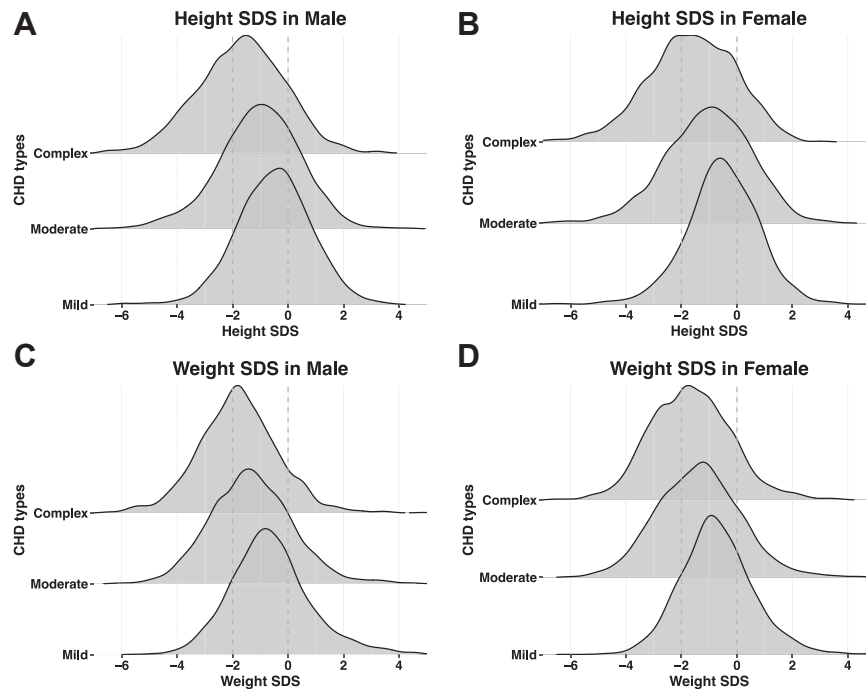 A
Height SDS in Male
CHD types
Complex
Moderate
Mild
−6 −4 −2 0 2 4
Height SDS
B
Height SDS in Female
CHD types
Complex
Moderate
Mild
−6 −4 −2 0 2 4
Height SDS
C
Weight SDS in Male
CHD types
Complex
Moderate
Mild
−6 −4 −2 0 2 4
Weight SDS
D
Weight SDS in Female
CHD types
Complex
Moderate
Mild
−6 −4 −2 0 2 4
Weight SDS